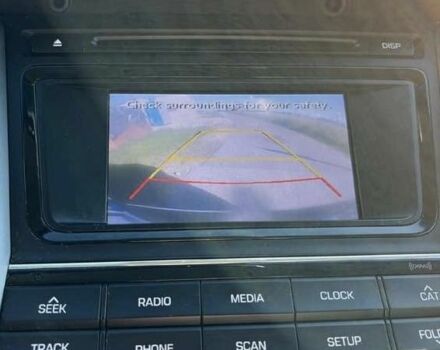 DISP
Check surroundings for your safety.
SEEK RADIO MEDIA CLOCK CAT
TRACK PHONE SCAN SETUP FOLD